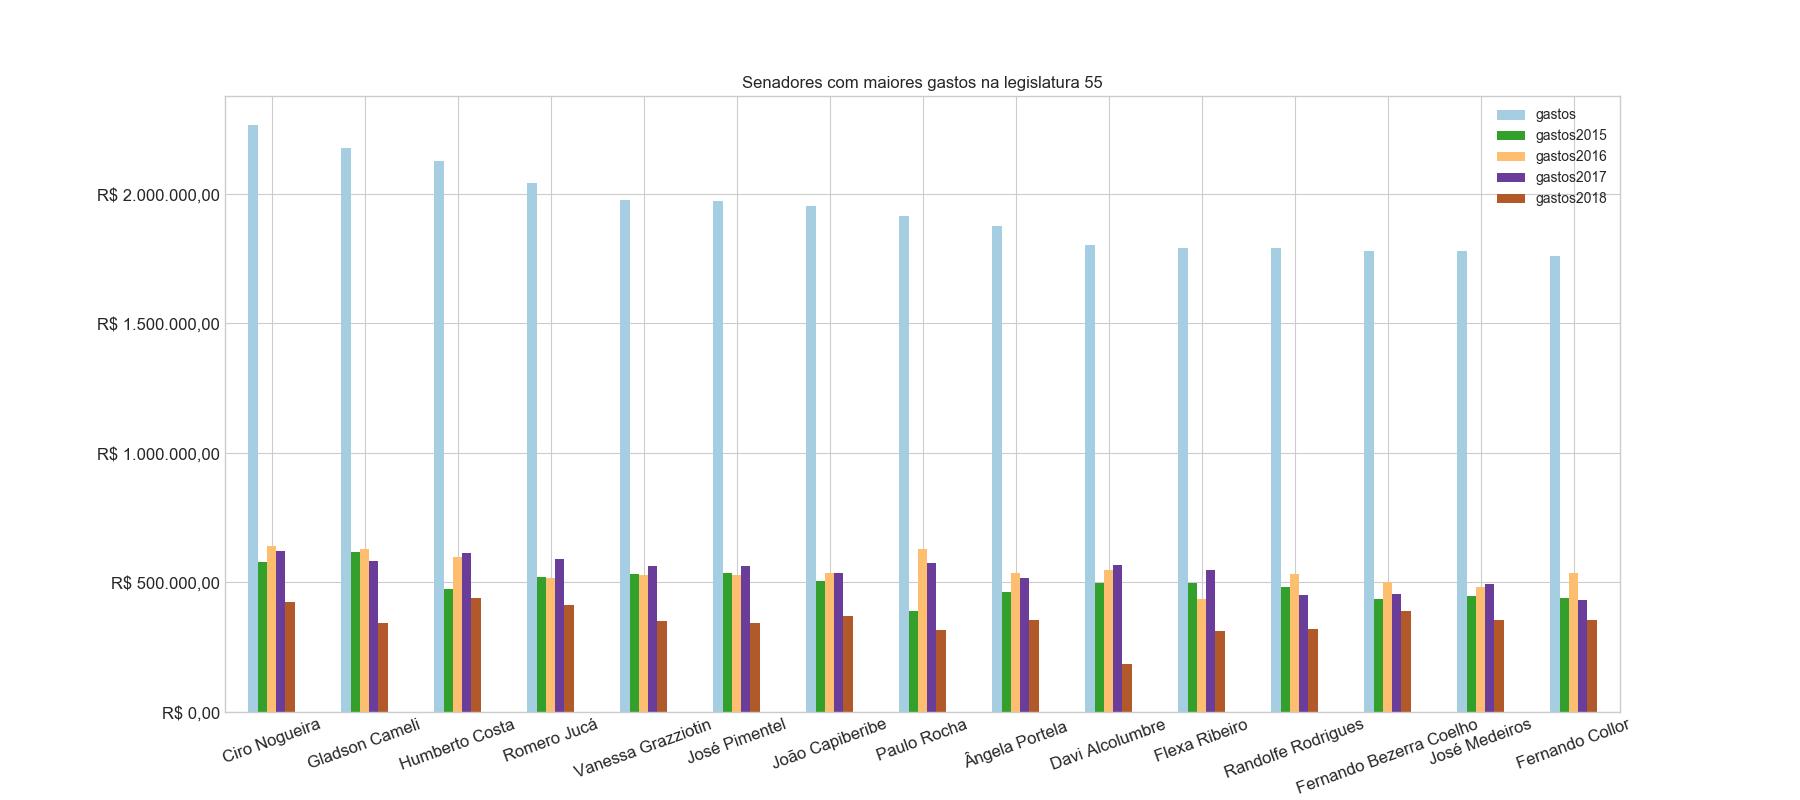 Senadores com maiores gastos na legislatura 55
gastos
gastos2015
gastos2016
gastos2017
gastos2018
R$ 2.000.000,00
R$ 1.500.000,00
R$ 1.000.000,00
R$ 500.000,00
R$ 0,00
Ciro Nogueira
Gladson Cameli
Humberto Costa
Romero Jucá
Vanessa Grazziotin
José Pimentel
João Capiberibe
Paulo Rocha
Ângela Portela
Davi Alcolumbre
Flexa Ribeiro
Randolfe Rodrigues
Fernando Bezerra Coelho
José Medeiros
Fernando Collor